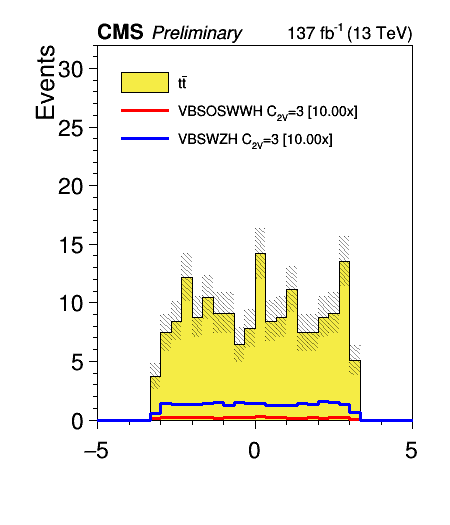 CMS Preliminary 137 fb-1 (13 TeV)
Events
30
25
20
15
10
5
0
tt̄
VBSOSWWH C2V=3 [10.00x]
VBSWZH C2V=3 [10.00x]
−5 0 5